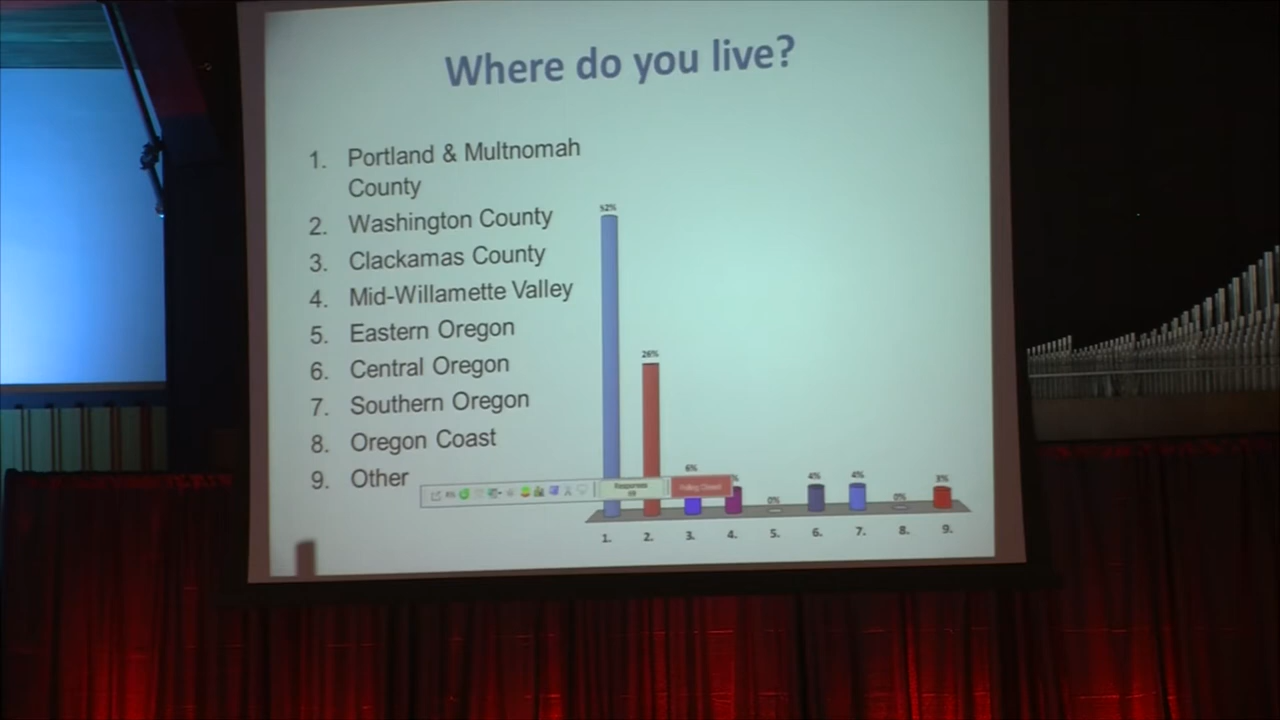 Where do you live?
1. Portland & Multnomah
County
2. Washington County
3. Clackamas County
4. Mid-Willamette Valley
5. Eastern Oregon
6. Central Oregon
7. Southern Oregon
8. Oregon Coast
9. Other
52%
26%
6%
%
0%
4%
4%
0%
3%
Responses
Polling Closed
1. 2. 3. 4. 5. 6. 7. 8. 9.